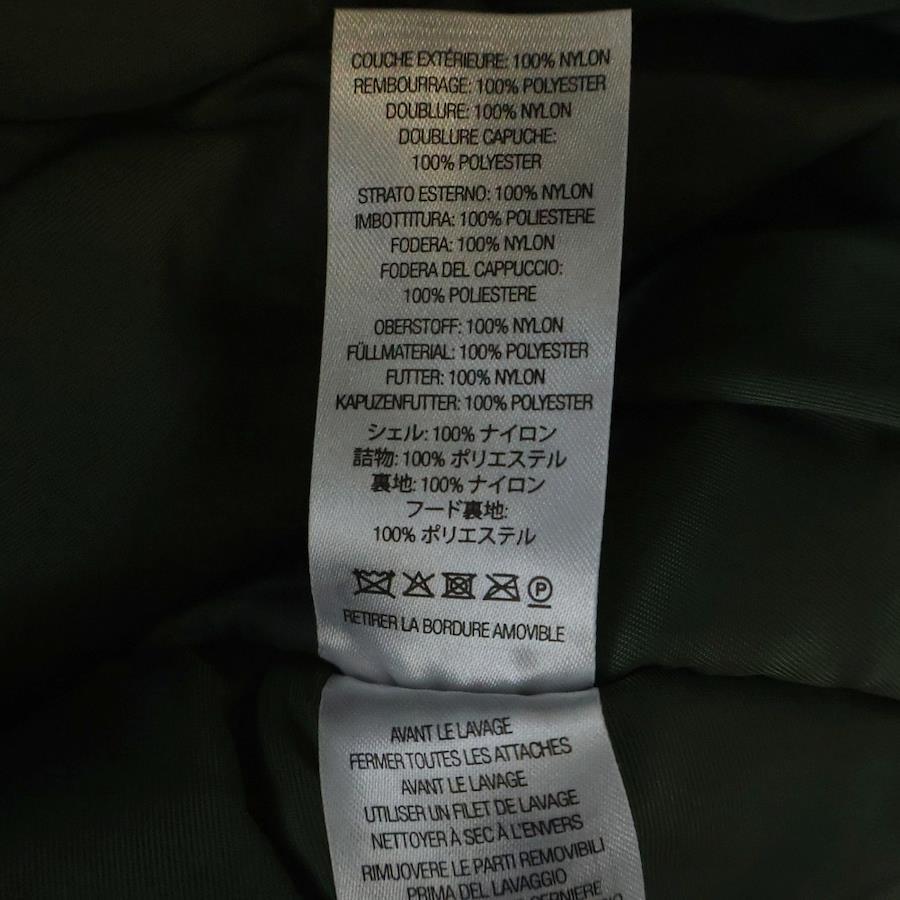 COUCHE EXTÉRIEURE: 100% NYLON
REMBOURRAGE: 100% POLYESTER
DOUBLURE: 100% NYLON
DOUBLURE CAPUCHE:
100% POLYESTER
STRATO ESTERNO: 100% NYLON
IMBOTTITURA: 100% POLIESTERE
FODERA: 100% NYLON
FODERA DEL CAPPUCCIO:
100% POLIESTERE
OBERSTOFF: 100% NYLON
FÜLLMATERIAL: 100% POLYESTER
FUTTER: 100% NYLON
KAPUZENFUTTER: 100% POLYESTER
シェル: 100% ナイロン
詰物: 100% ポリエステル
裏地: 100% ナイロン
フード裏地:
100% ポリエステル
P
RETIRER LA BORDURE AMOVIBLE
AVANT LE LAVAGE
FERMER TOUTES LES ATTACHES
AVANT LE LAVAGE
UTILISER UN FILET DE LAVAGE
NETTOYER À SEC À L'ENVERS
RIMUOVERE LE PARTI REMOVIBILI
PRIMA DEL LAVAGGIO
CERNIERE